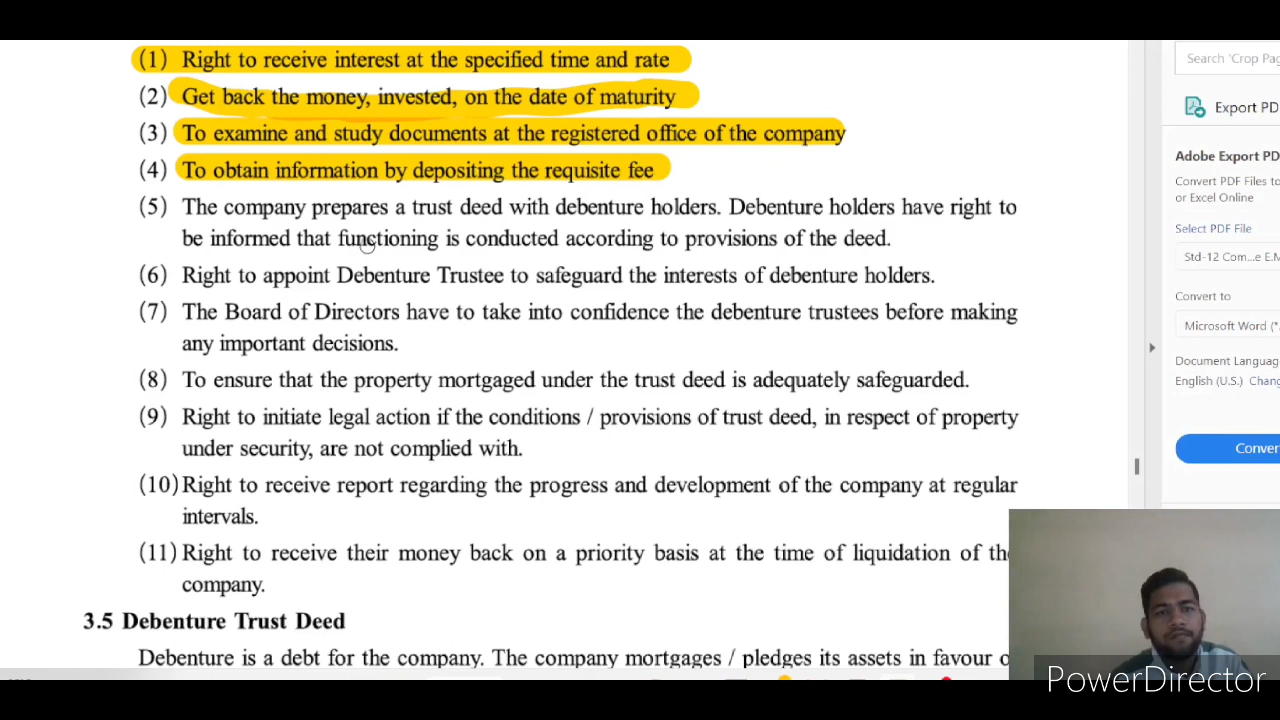 (1) Right to receive interest at the specified time and rate
(2) Get back the money, invested, on the date of maturity
(3) To examine and study documents at the registered office of the company
(4) To obtain information by depositing the requisite fee
(5) The company prepares a trust deed with debenture holders. Debenture holders have right to
be informed that functioning is conducted according to provisions of the deed.
(6) Right to appoint Debenture Trustee to safeguard the interests of debenture holders.
(7) The Board of Directors have to take into confidence the debenture trustees before making
any important decisions.
(8) To ensure that the property mortgaged under the trust deed is adequately safeguarded.
(9) Right to initiate legal action if the conditions / provisions of trust deed, in respect of property
under security, are not complied with.
(10) Right to receive report regarding the progress and development of the company at regular
intervals.
(11) Right to receive their money back on a priority basis at the time of liquidation of the
company.
3.5 Debenture Trust Deed
Debenture is a debt for the company. The company mortgages / pledges its assets in favour o
Search 'Crop Pag
Export PD
Adobe Export PD
Convert PDF Files to
or Excel Online
Select PDF File
Std-12 Com...e E.M
Convert to
Microsoft Word (*.
Document Languag
English (U.S.) Chang
Conver
PowerDirector